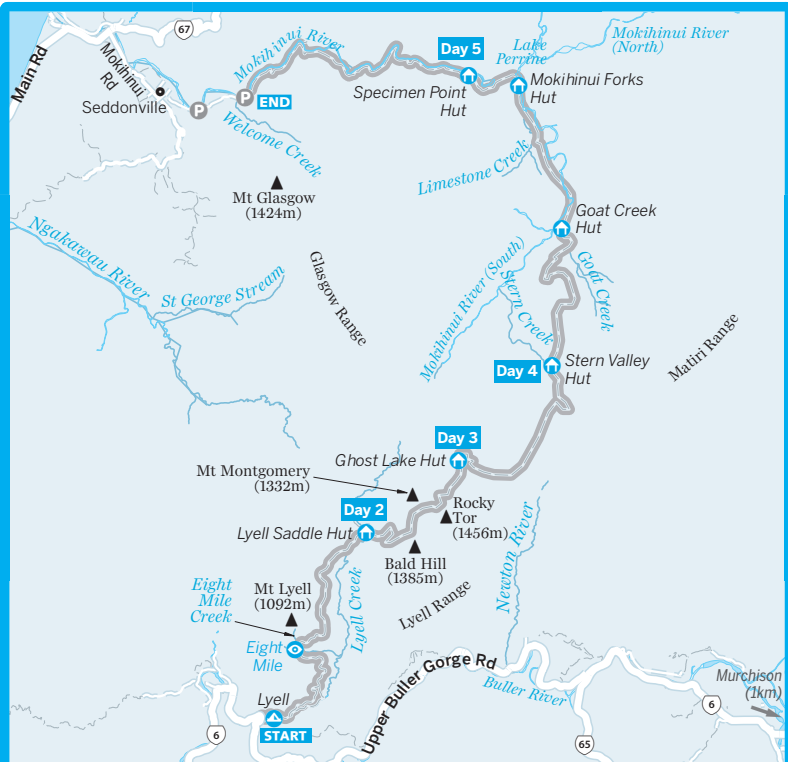 67
Main Rd
Mokihinui
Rd
Seddonville
P
P
END
Mokihinui River
Welcome Creek
Day 5
Specimen Point
Hut
Lake
Perrine
Mokihinui River
(North)
Mokihinui Forks
Hut
Limestone Creek
Mt Glasgow
(1424m)
Goat Creek
Hut
Goat Creek
Ngakawau River
St George Stream
Glasgow Range
Mokihinui River (South)
Stern Creek
Matiri Range
Day 4
Stern Valley
Hut
Day 3
Ghost Lake Hut
Mt Montgomery
(1332m)
Day 2
Lyell Saddle Hut
Rocky
Tor
(1456m)
Bald Hill
(1385m)
Newton River
Eight
Mile
Creek
Mt Lyell
(1092m)
Lyell Creek
Lyell Range
Eight
Mile
Upper Buller Gorge Rd
Buller River
Murchison
(1km)
Lyell
START
6
6
65